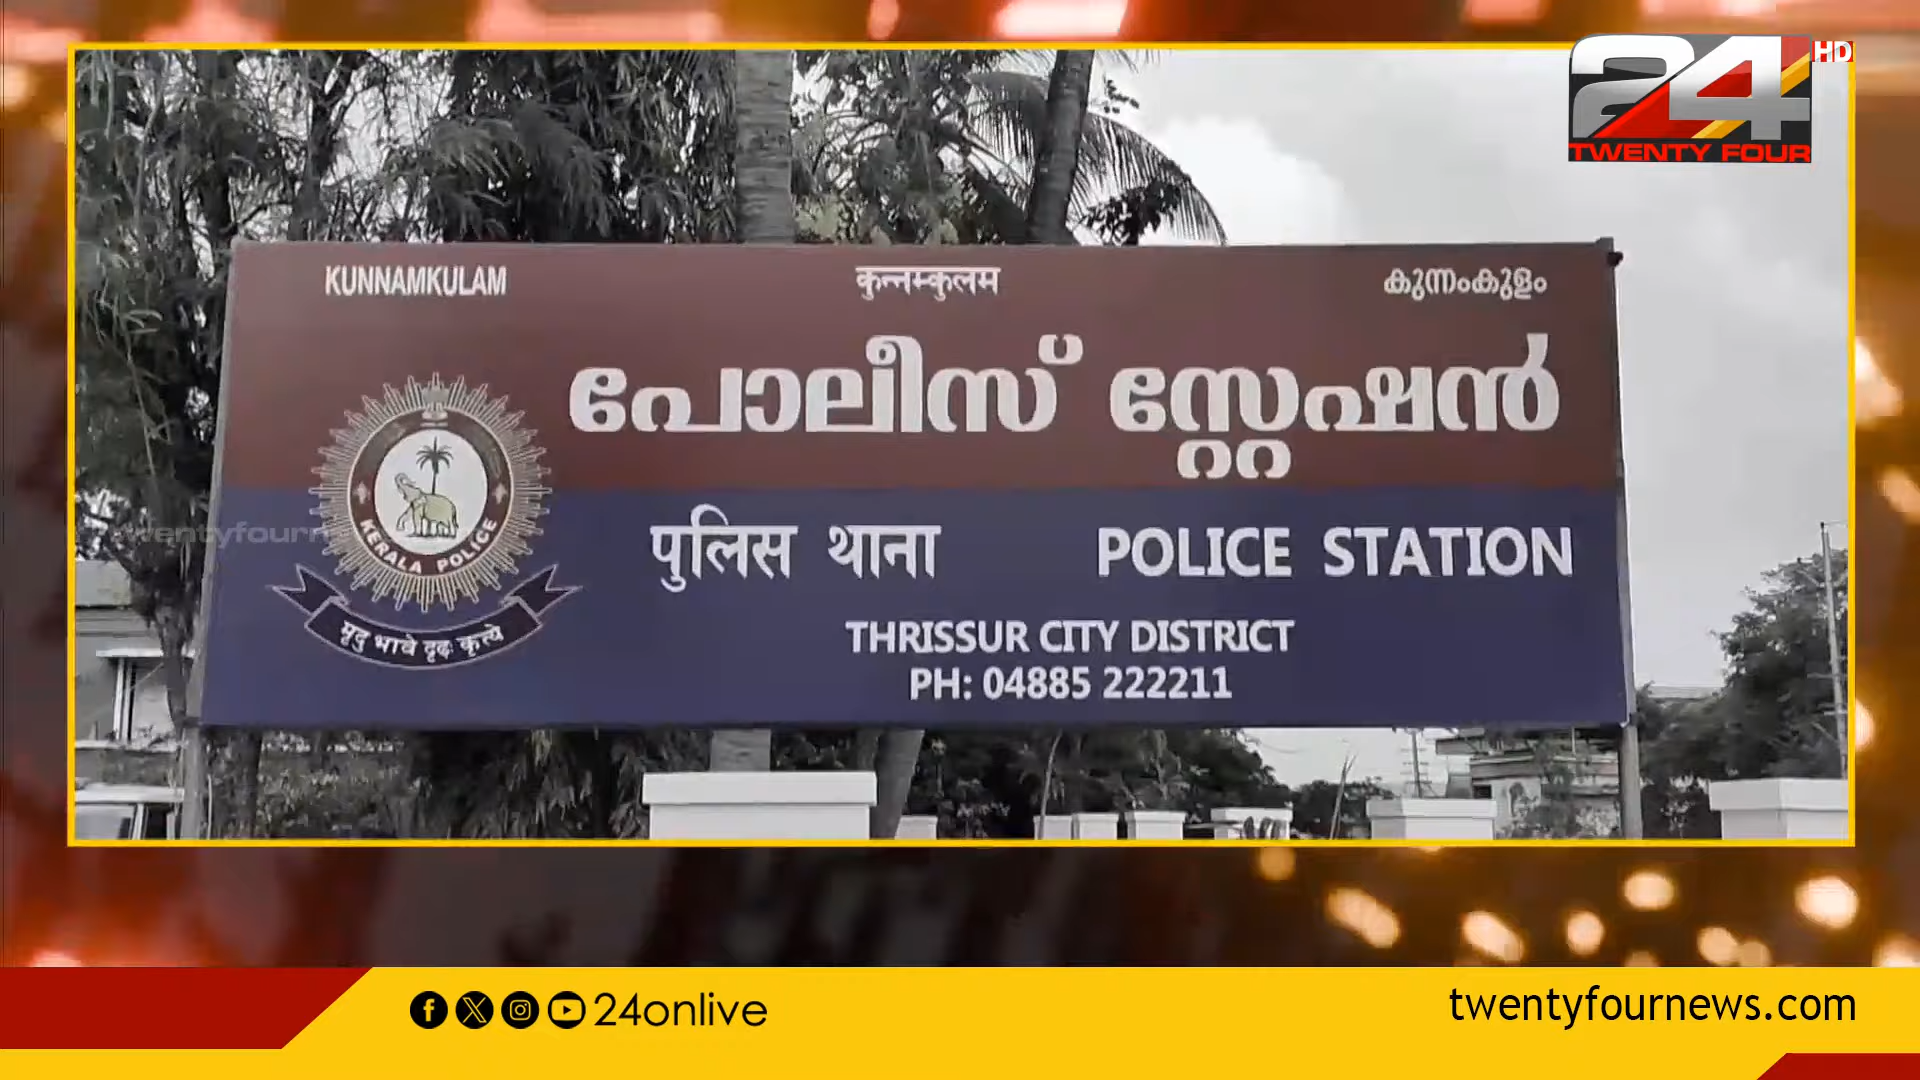 24 HD
TWENTY FOUR
KUNNAMKULAM कुन्नम्कुलम കുന്നംകുളം
പോലീസ് സ്റ്റേഷൻ
पुलिस थाना POLICE STATION
KERALA POLICE
मृदु भावे दृढ कृत्ये
THRISSUR CITY DISTRICT
PH: 04885 222211
twentyfourn
24onlive
twentyfournews.com